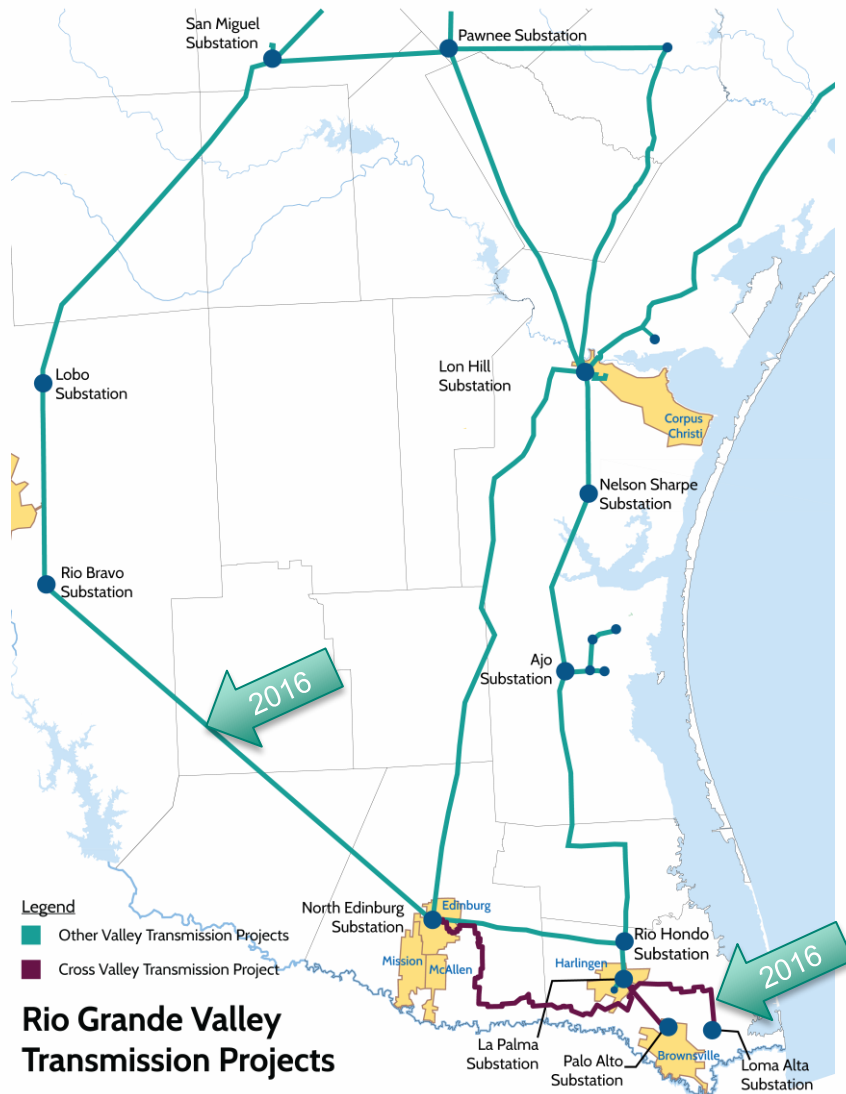 San Miguel
Substation
Pawnee Substation
Lobo
Substation
Lon Hill
Substation
Corpus
Christi
Nelson Sharpe
Substation
Rio Bravo
Substation
Ajo
Substation
2016
Legend
Other Valley Transmission Projects
Cross Valley Transmission Project
North Edinburg
Substation
Edinburg
Mission
McAllen
Rio Hondo
Substation
Harlingen
2016
La Palma
Substation
Palo Alto
Substation
Brownsville
Loma Alta
Substation
Rio Grande Valley
Transmission Projects